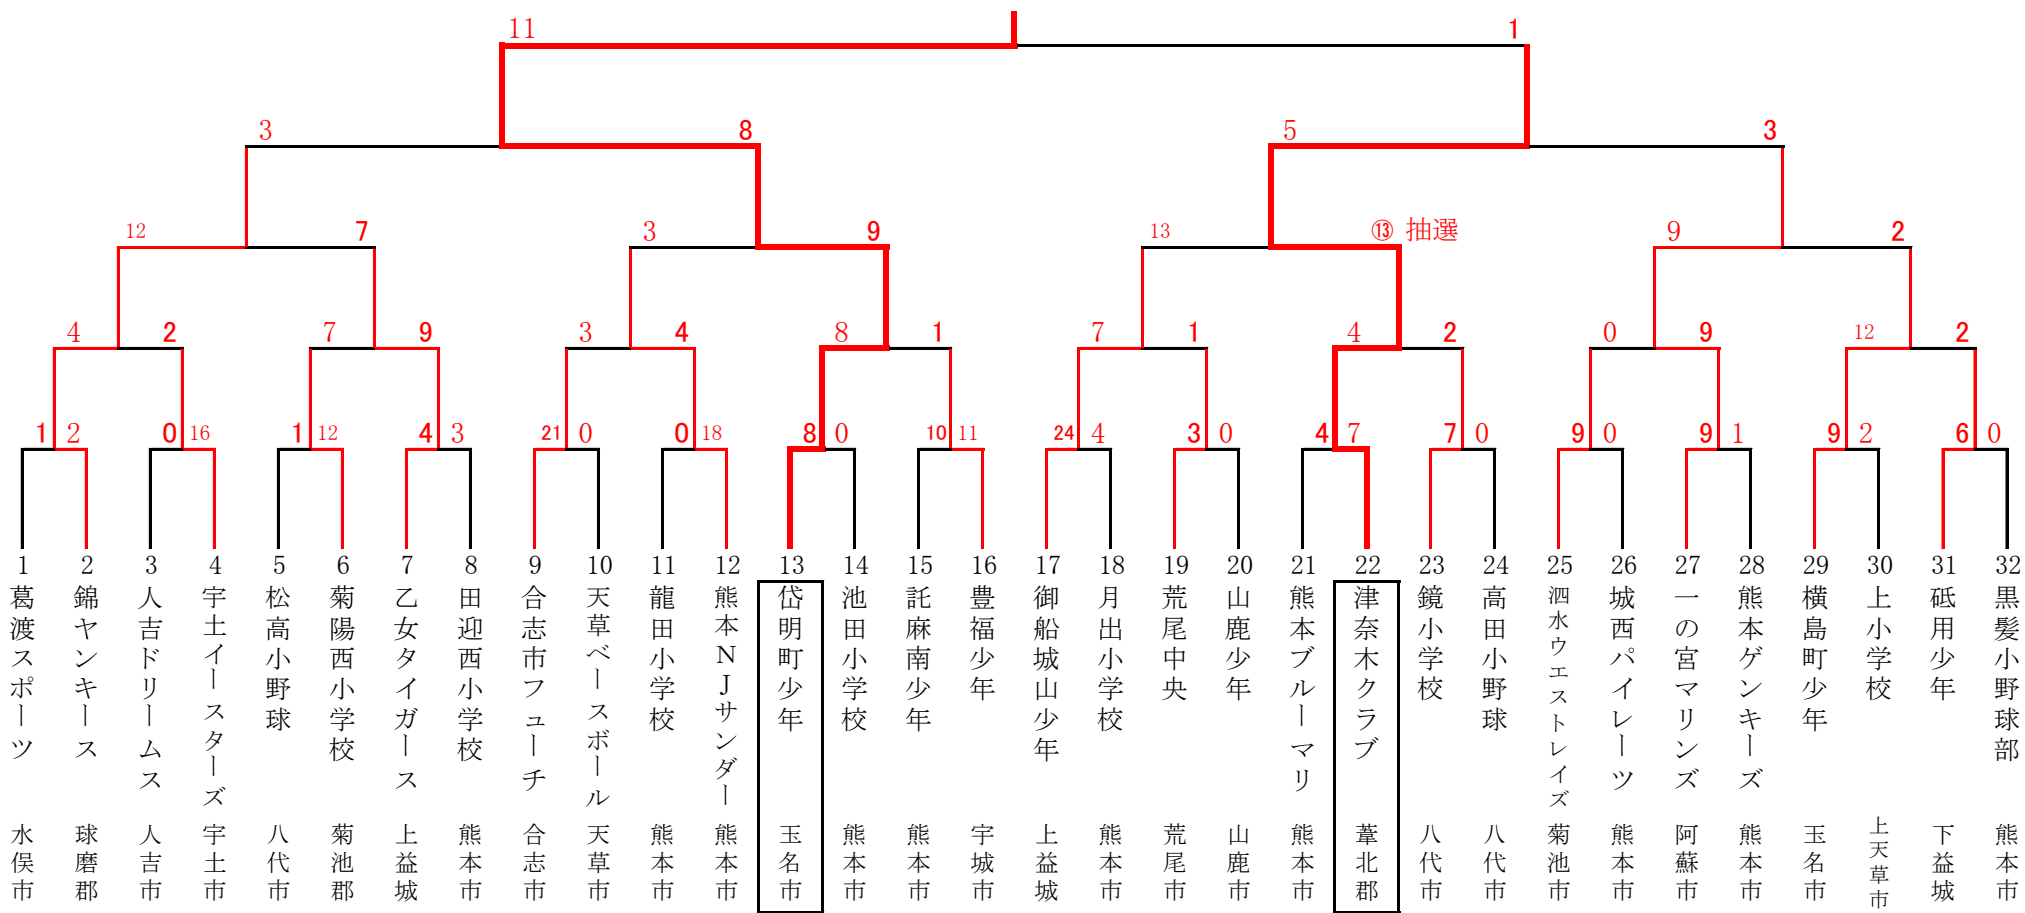 11 1
3 8 5 3
12 7 3 9 13 ⑬ 抽選 9 2
4 2 7 9 3 4 8 1 7 1 4 2 0 9 12 2
1 2 0 16 1 12 4 3 21 0 0 18 8 0 10 11 24 4 3 0 4 7 7 0 9 0 9 1 9 2 6 0
1 葛渡スポーツ 水俣市
2 錦ヤンキース 球磨郡
3 人吉ドリームス 人吉市
4 宇土イースターズ 宇土市
5 松高小野球 八代市
6 菊陽西小学校 菊池郡
7 乙女タイガース 上益城
8 田迎西小学校 熊本市
9 合志市フューチ 合志市
10 天草ベースボール 天草市
11 龍田小学校 熊本市
12 熊本NJサンダー 熊本市
13 岱明町少年 玉名市
14 池田小学校 熊本市
15 託麻南少年 熊本市
16 豊福少年 宇城市
17 御船城山少年 上益城
18 月出小学校 熊本市
19 荒尾中央 荒尾市
20 山鹿少年 山鹿市
21 熊本ブルーマリ 熊本市
22 津奈木クラブ 葦北郡
23 鏡小学校 八代市
24 高田小野球 八代市
25 泗水ウエストレイズ 菊池市
26 城西パイレーツ 熊本市
27 一の宮マリンズ 阿蘇市
28 熊本ゲンキーズ 熊本市
29 横島町少年 玉名市
30 上小学校 上天草市
31 砥用少年 下益城
32 黒髪小野球部 熊本市